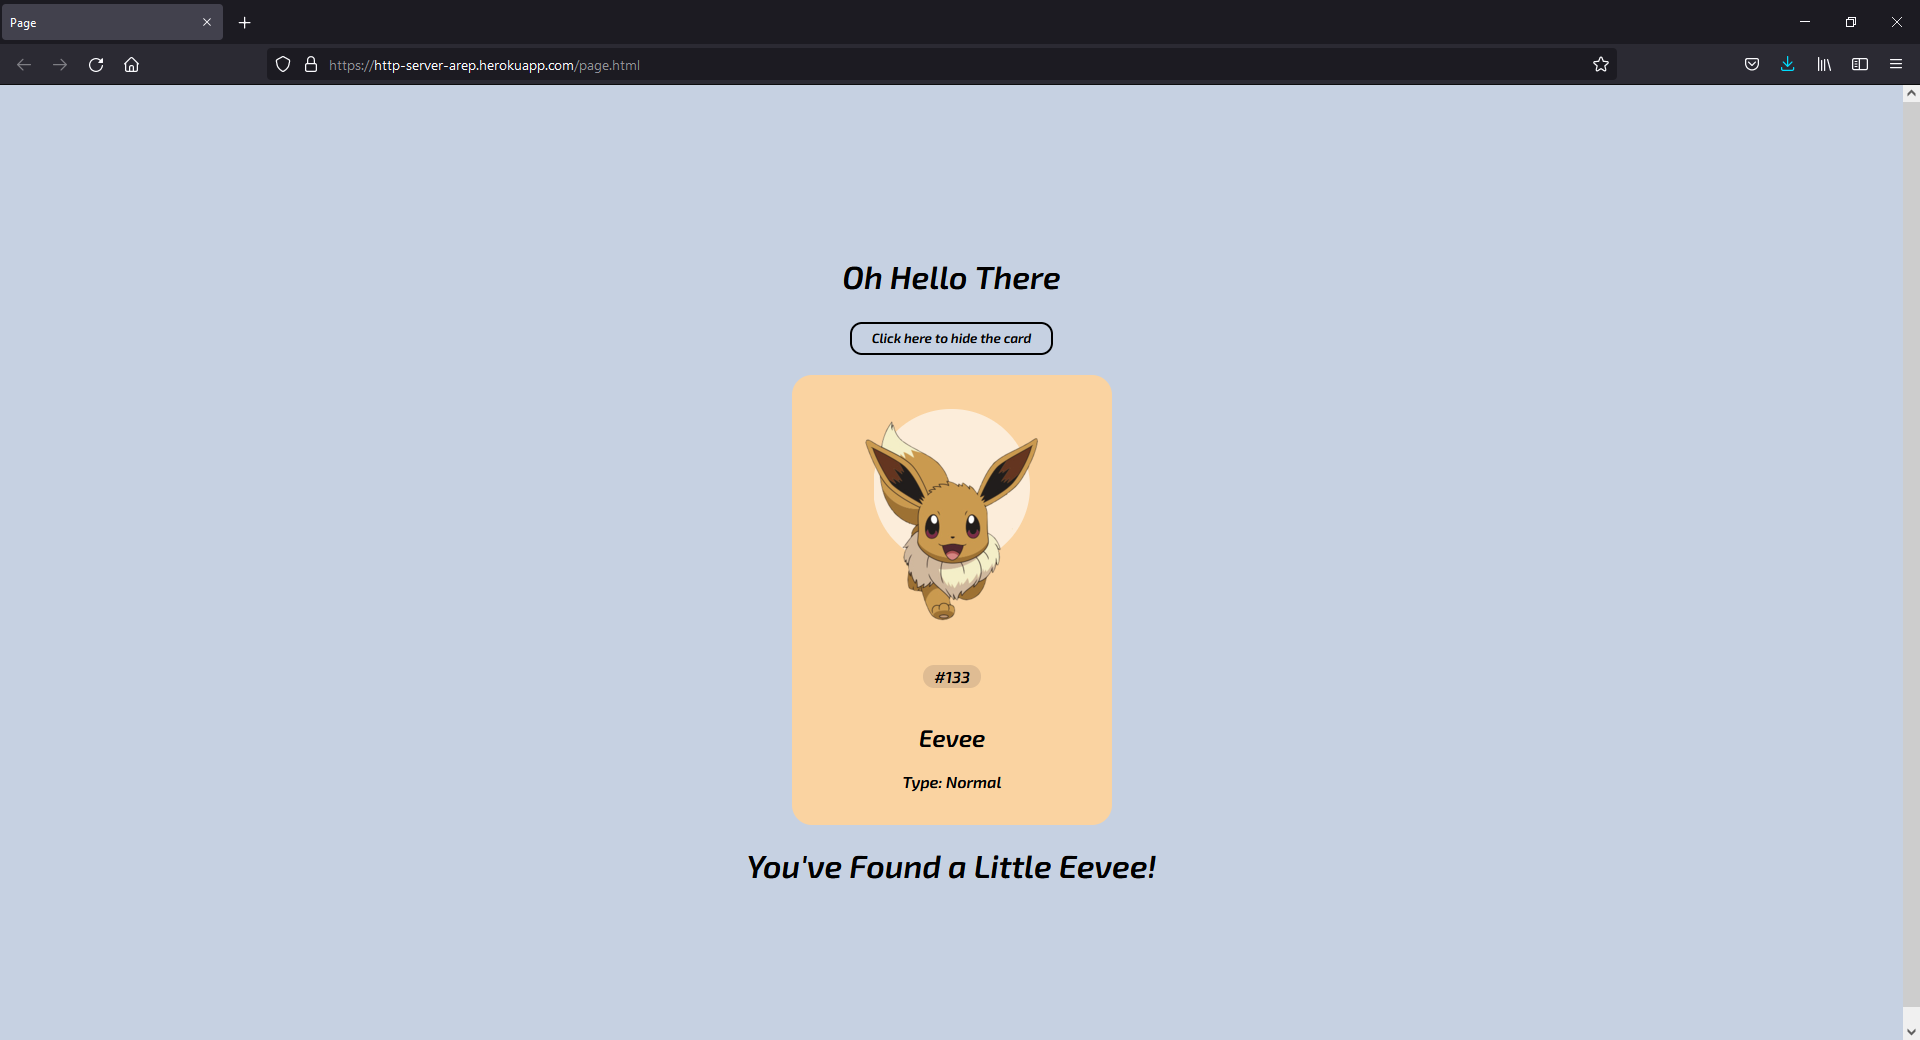 Page
https://http-server-arep.herokuapp.com/page.html
Oh Hello There
Click here to hide the card
#133
Eevee
Type: Normal
You've Found a Little Eevee!